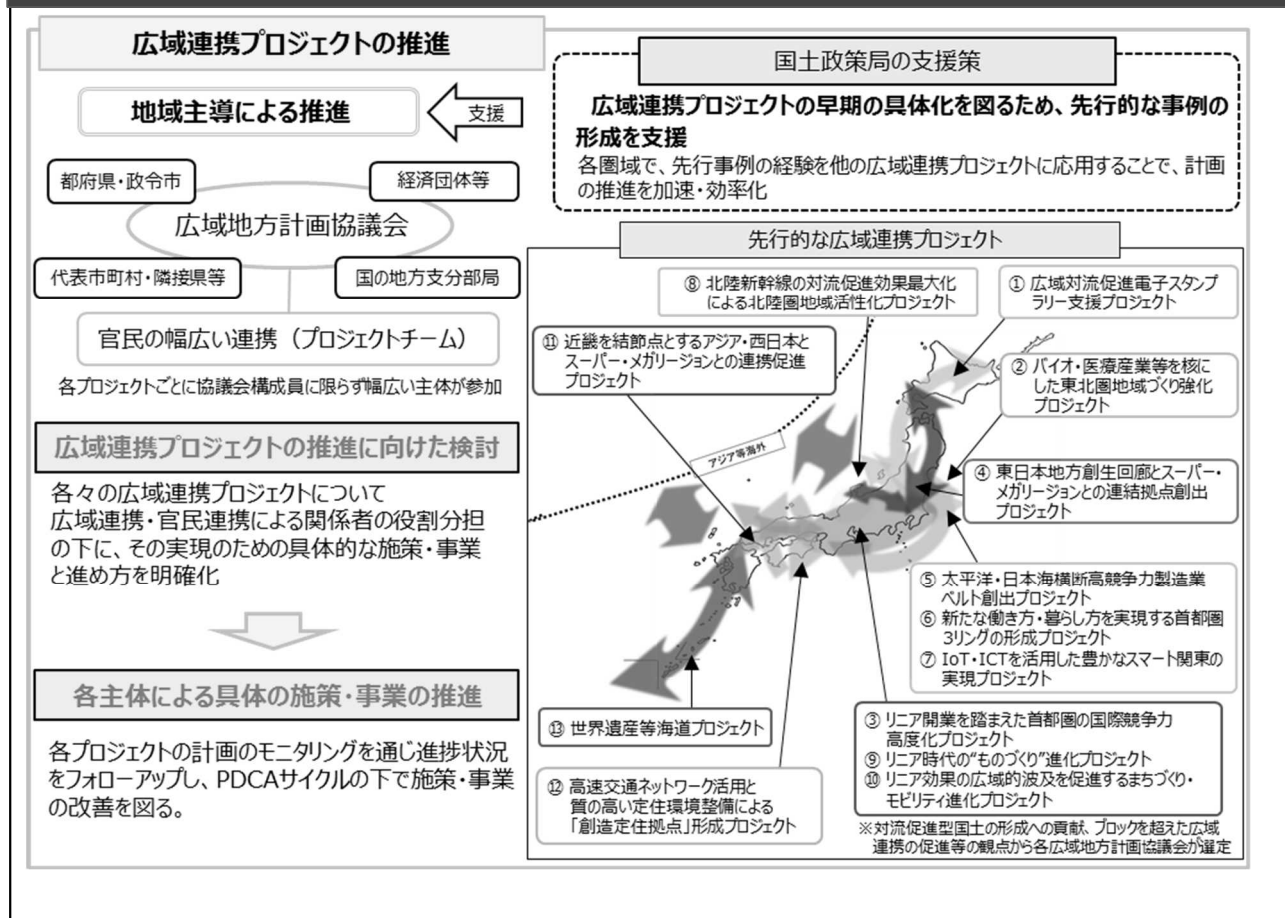 広域連携プロジェクトの推進
地域主導による推進
支援
都府県・政令市
経済団体等
広域地方計画協議会
代表市町村・隣接県等
国の地方支分部局
官民の幅広い連携（プロジェクトチーム）
各プロジェクトごとに協議会構成員に限らず幅広い主体が参加
広域連携プロジェクトの推進に向けた検討
各々の広域連携プロジェクトについて
広域連携・官民連携による関係者の役割分担
の下に、その実現のための具体的な施策・事業
と進め方を明確化
各主体による具体の施策・事業の推進
各プロジェクトの計画のモニタリングを通じ進捗状況
をフォローアップし、PDCAサイクルの下で施策・事業
の改善を図る。
国土政策局の支援策
広域連携プロジェクトの早期の具体化を図るため、先行的な事例の
形成を支援
各圏域で、先行事例の経験を他の広域連携プロジェクトに応用することで、計画
の推進を加速・効率化
先行的な広域連携プロジェクト
⑧ 北陸新幹線の対流促進効果最大化
による北陸圏地域活性化プロジェクト
① 広域対流促進電子スタンプ
ラリー支援プロジェクト
⑪ 近畿を結節点とするアジア・西日本と
スーパー・メガリージョンとの連携促進
プロジェクト
② バイオ・医療産業等を核に
した東北圏地域づくり強化
プロジェクト
アジア等海外
④ 東日本地方創生回廊とスーパー・
メガリージョンとの連結拠点創出
プロジェクト
⑤ 太平洋・日本海横断高競争力製造業
ベルト創出プロジェクト
⑥ 新たな働き方・暮らし方を実現する首都圏
3リングの形成プロジェクト
⑦ IoT・ICTを活用した豊かなスマート関東の
実現プロジェクト
⑬ 世界遺産等海道プロジェクト
③ リニア開業を踏まえた首都圏の国際競争力
高度化プロジェクト
⑨ リニア時代の“ものづくり”進化プロジェクト
⑩ リニア効果の広域的波及を促進するまちづくり・
モビリティ進化プロジェクト
⑫ 高速交通ネットワーク活用と
質の高い定住環境整備による
「創造定住拠点」形成プロジェクト
※対流促進型国土の形成への貢献、ブロックを超えた広域
連携の促進等の観点から各広域地方計画協議会が選定